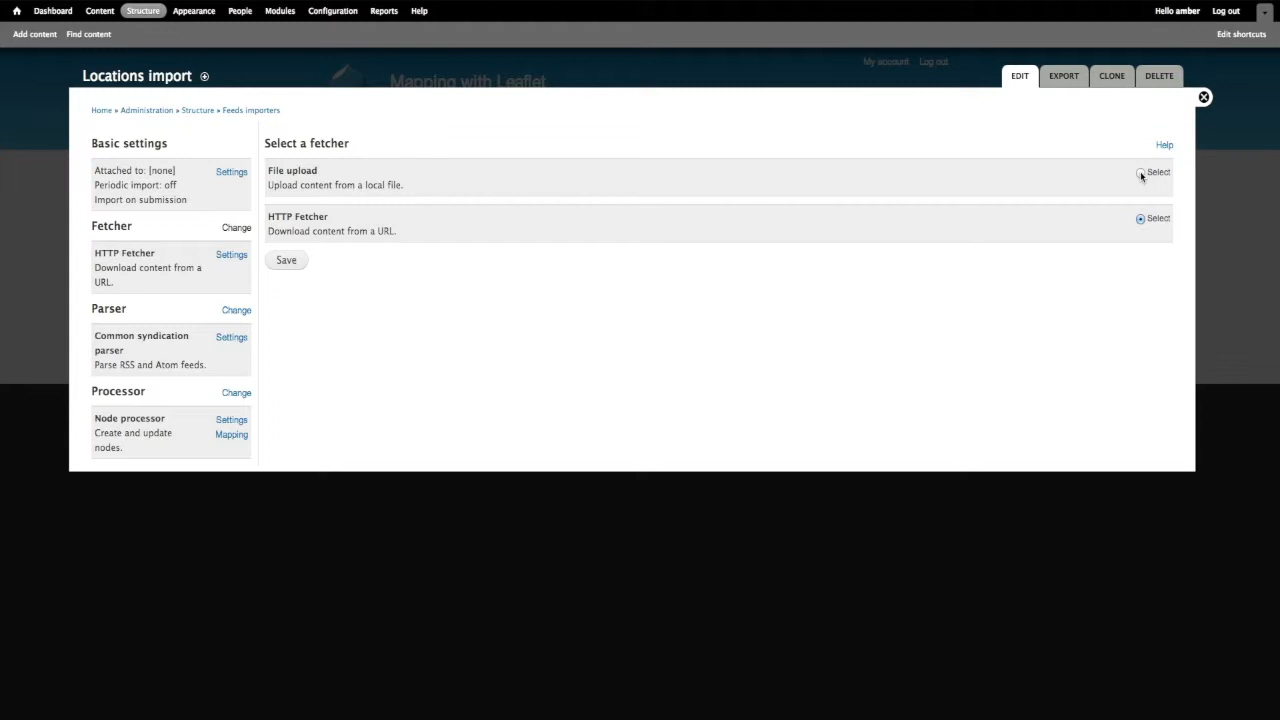 Dashboard Content Structure Appearance People Modules Configuration Reports Help Hello amber Log out
Add content Find content Edit shortcuts
My account Log out
Mapping with Leaflet
Locations import EDIT EXPORT CLONE DELETE
Home » Administration » Structure » Feeds importers
Basic settings
Attached to: [none] Settings
Periodic import: off
Import on submission
Fetcher Change
HTTP Fetcher Settings
Download content from a
URL.
Parser Change
Common syndication Settings
parser
Parse RSS and Atom feeds.
Processor Change
Node processor Settings
Create and update Mapping
nodes.
Select a fetcher
Help
File upload Select
Upload content from a local file.
HTTP Fetcher Select
Download content from a URL.
Save